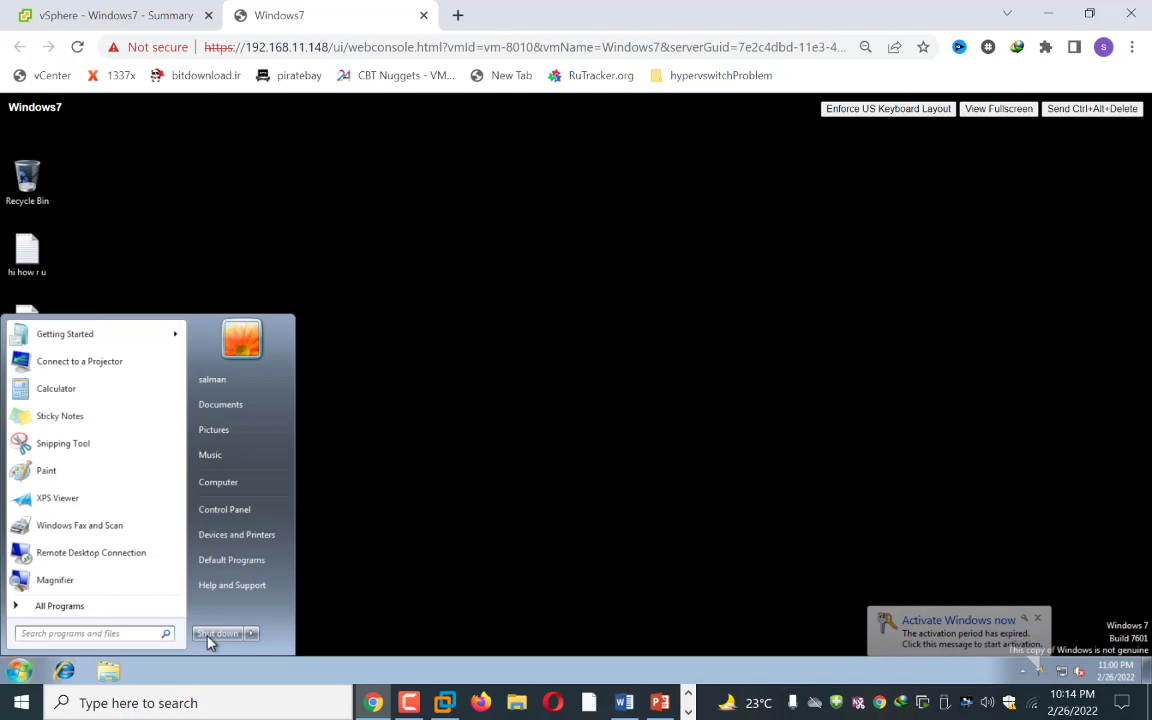 vSphere - Windows7 - Summary
Windows7
Not secure
https://192.168.11.148/ui/webconsole.html?vmId=vm-8010&vmName=Windows7&serverGuid=7e2c4dbd-11e3-4...
S
vCenter
1337x
bitdownload.ir
piratebay
CBT Nuggets - VM...
New Tab
RuTracker.org
hypervswitchProblem
Windows7
Enforce US Keyboard Layout
View Fullscreen
Send Ctrl+Alt+Delete
Recycle Bin
hi how r u
Getting Started
Connect to a Projector
Calculator
Sticky Notes
Snipping Tool
Paint
XPS Viewer
Windows Fax and Scan
Remote Desktop Connection
Magnifier
All Programs
Search programs and files
salman
Documents
Pictures
Music
Computer
Control Panel
Devices and Printers
Default Programs
Help and Support
Shut down
Activate Windows now
The activation period has expired.
Click this message to start activation.
Windows 7
Build 7601
This copy of Windows is not genuine
11:00 PM
2/26/2022
Type here to search
23°C
10:14 PM
2/26/2022